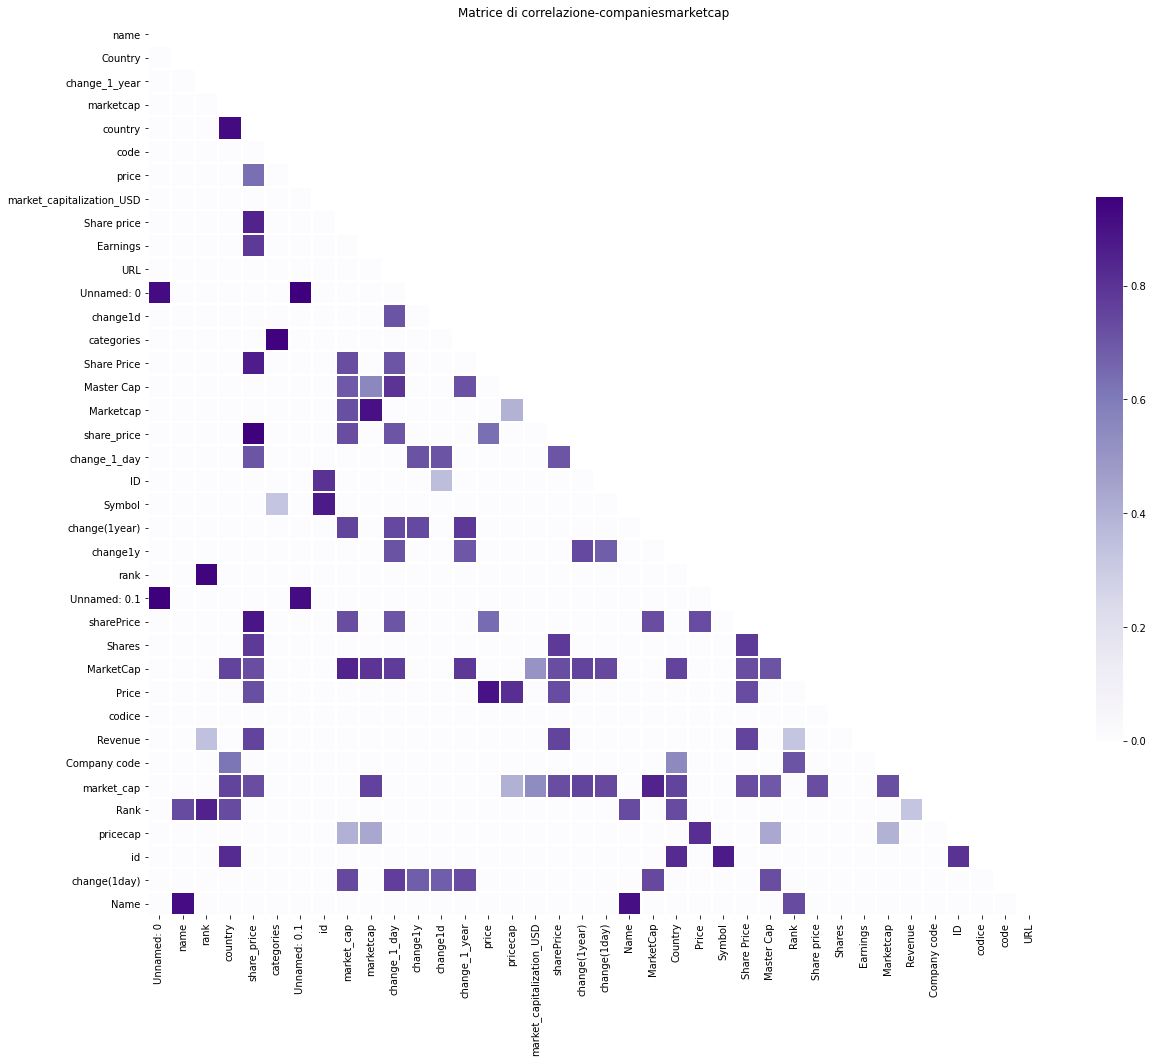 Matrice di correlazione-companiesmarketcap
name
Country
change_1_year
marketcap
country
code
price
market_capitalization_USD
Share price
Earnings
URL
Unnamed: 0
change1d
categories
Share Price
Master Cap
Marketcap
share_price
change_1_day
ID
Symbol
change(1year)
change1y
rank
Unnamed: 0.1
sharePrice
Shares
MarketCap
Price
codice
Revenue
Company code
market_cap
Rank
pricecap
id
change(1day)
Name
Unnamed: 0
name
rank
country
share_price
categories
Unnamed: 0.1
id
market_cap
marketcap
change_1_day
change1y
change1d
change_1_year
price
pricecap
market_capitalization_USD
sharePrice
change(1year)
change(1day)
Name
MarketCap
Country
Price
Symbol
Share Price
Master Cap
Rank
Share price
Shares
Earnings
Marketcap
Revenue
Company code
ID
codice
code
URL
0.8
0.6
0.4
0.2
0.0